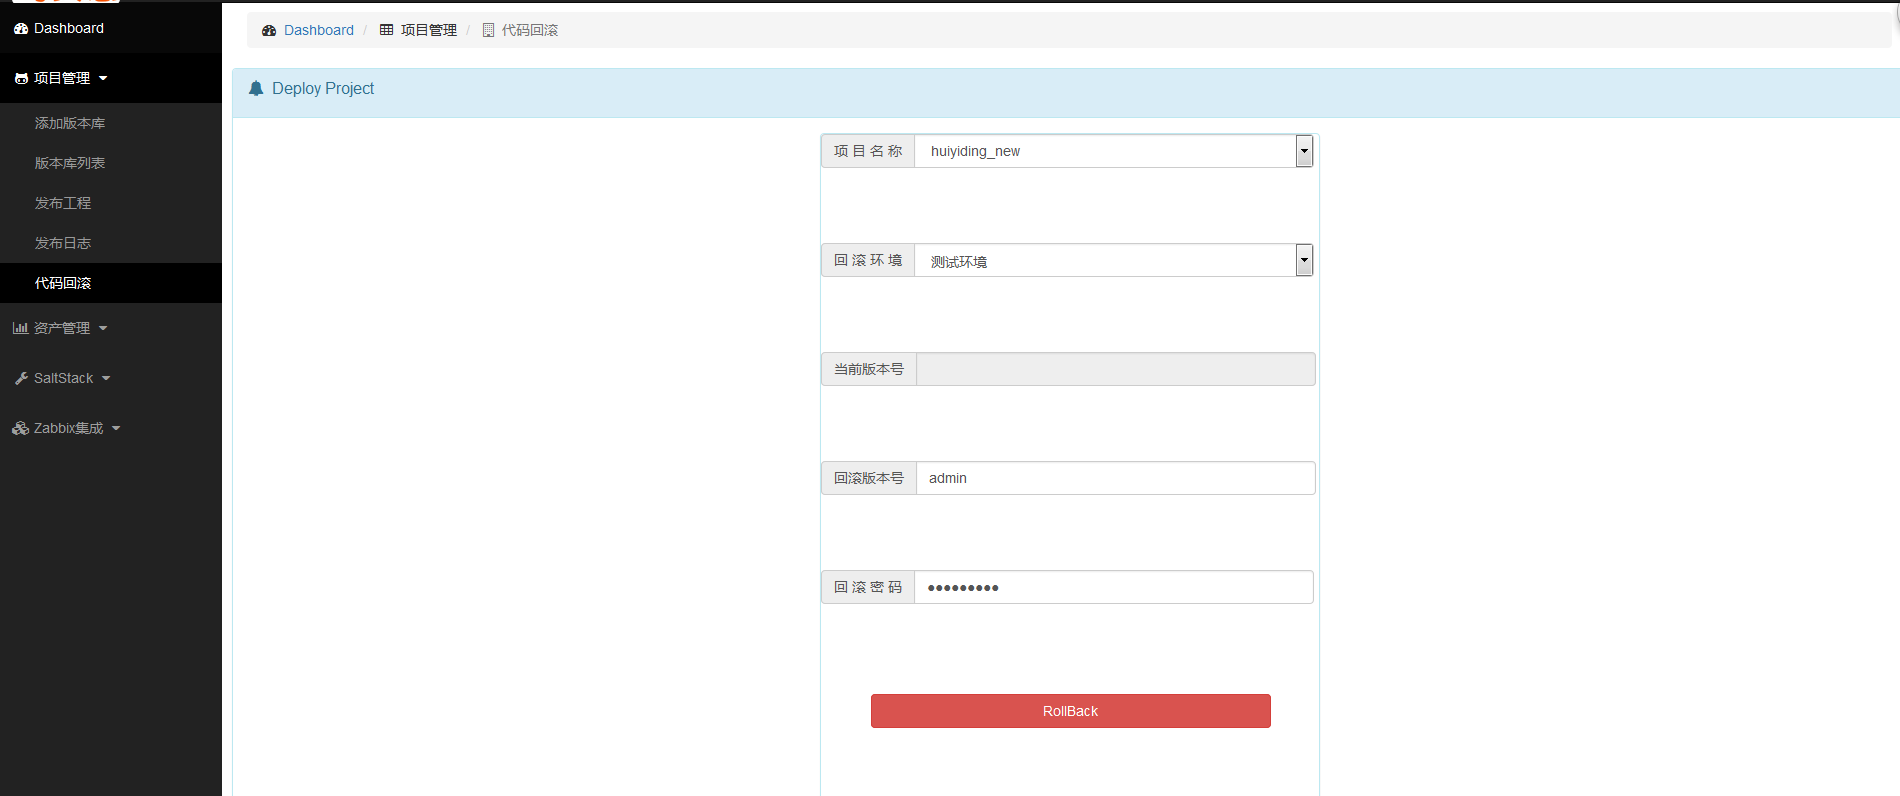 Dashboard
项目管理
添加版本库
版本库列表
发布工程
发布日志
代码回滚
资产管理
SaltStack
Zabbix集成
Dashboard / 项目管理 / 代码回滚
Deploy Project
项 目 名 称 huiyiding_new
回 滚 环 境 测试环境
当前版本号
回滚版本号 admin
回 滚 密 码 •••••••••
RollBack